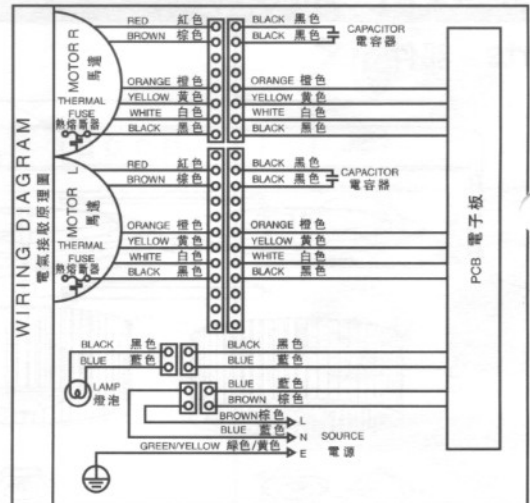 WIRING DIAGRAM
電氣接駁原理圖
MOTOR R
馬達
THERMAL
FUSE
熱熔斷器
RED 紅色
BROWN 棕色
ORANGE 橙色
YELLOW 黄色
WHITE 白色
BLACK 黑色
BLACK 黑色
BLACK 黑色
CAPACITOR
電容器
ORANGE 橙色
YELLOW 黄色
WHITE 白色
BLACK 黑色
MOTOR L
馬達
THERMAL
FUSE
熱熔斷器
RED 紅色
BROWN 棕色
ORANGE 橙色
YELLOW 黄色
WHITE 白色
BLACK 黑色
BLACK 黑色
BLACK 黑色
CAPACITOR
電容器
ORANGE 橙色
YELLOW 黄色
WHITE 白色
BLACK 黑色
PCB 電子板
BLACK 黑色
BLUE 藍色
BLACK 黑色
BLUE 藍色
LAMP
燈泡
BLUE 藍色
BROWN 棕色
BROWN 棕色 L
BLUE 藍色 N
GREEN/YELLOW 綠色/黄色 E
SOURCE
電源